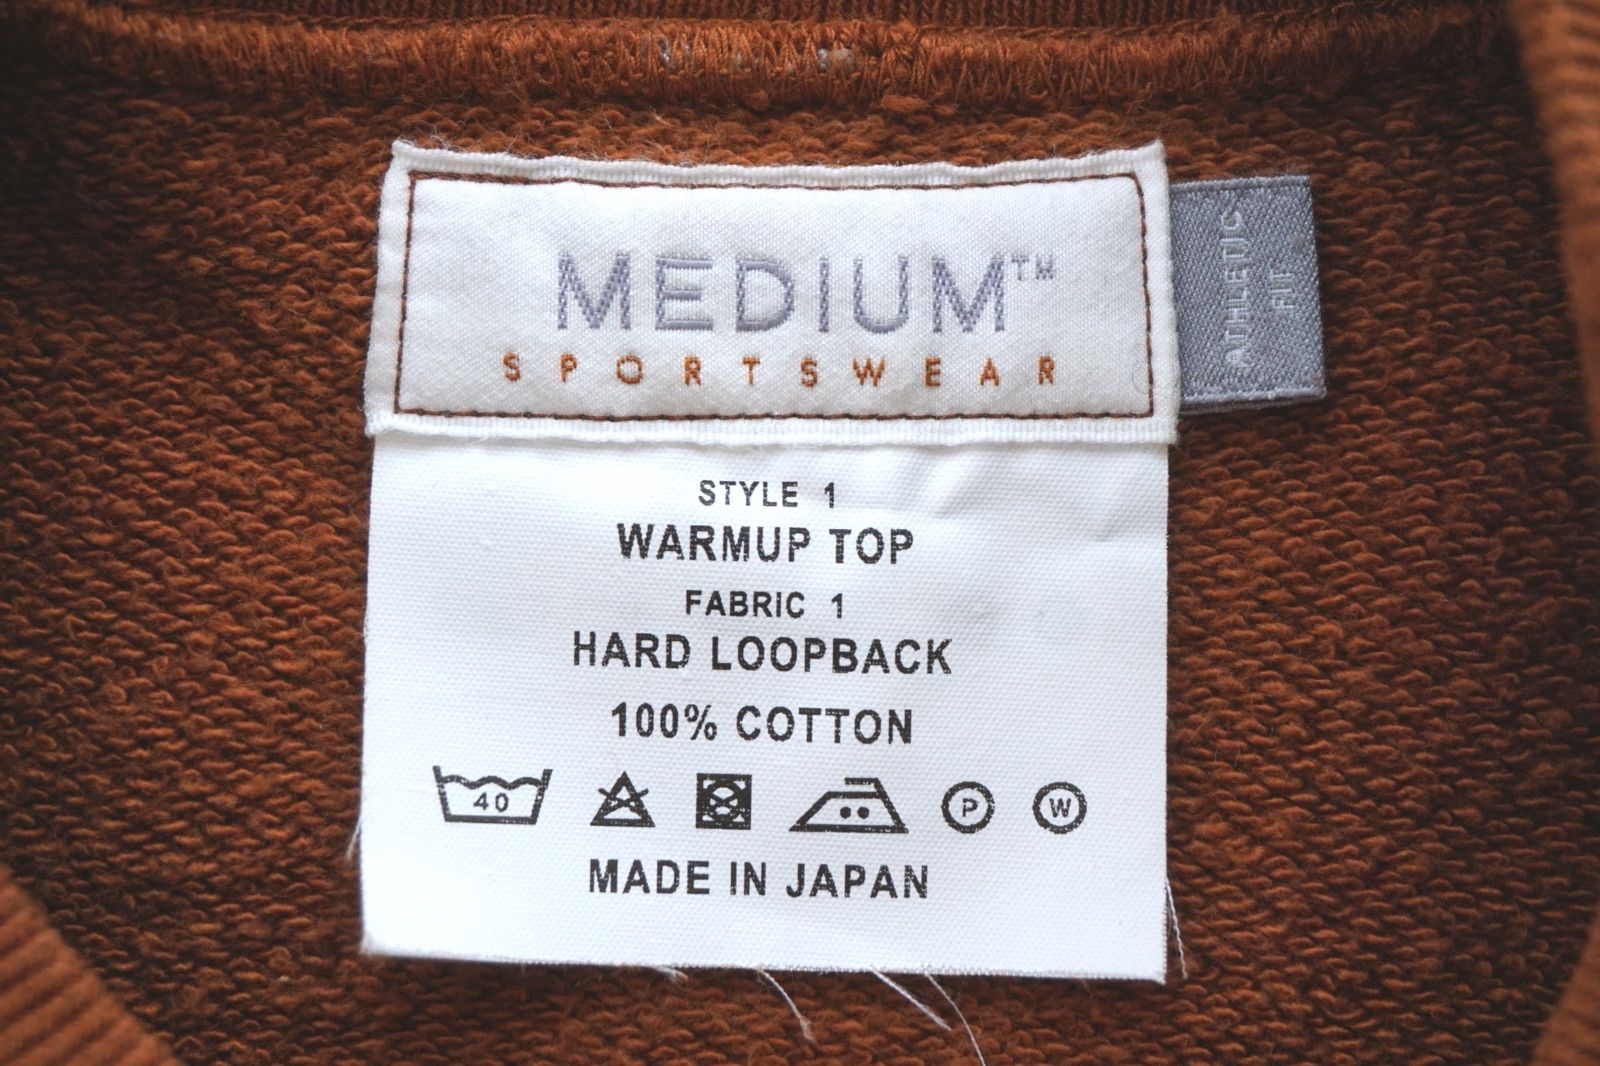 MEDIUM™
SPORTSWEAR
ATHLETIC
FIT
STYLE 1
WARMUP TOP
FABRIC 1
HARD LOOPBACK
100% COTTON
40 P W
MADE IN JAPAN